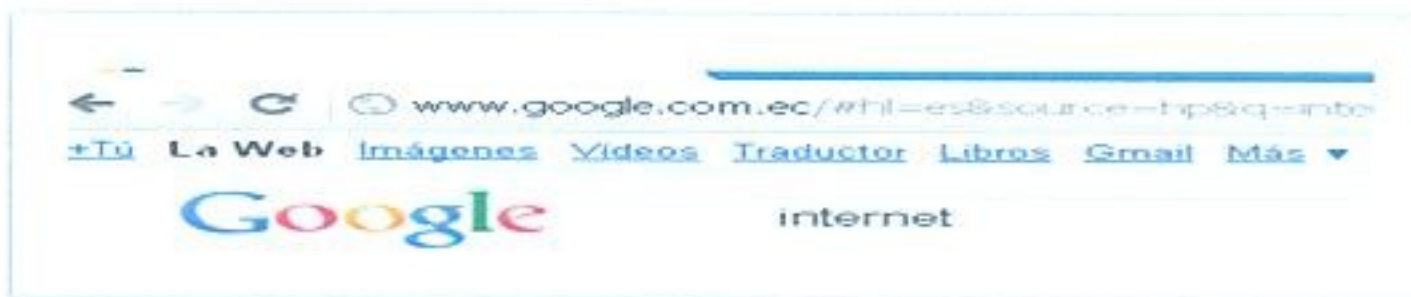 www.google.com.ec/#hl=es&source=hp&q=inte
+Tú La Web Imágenes Vídeos Traductor Libros Gmail Más
Google internet